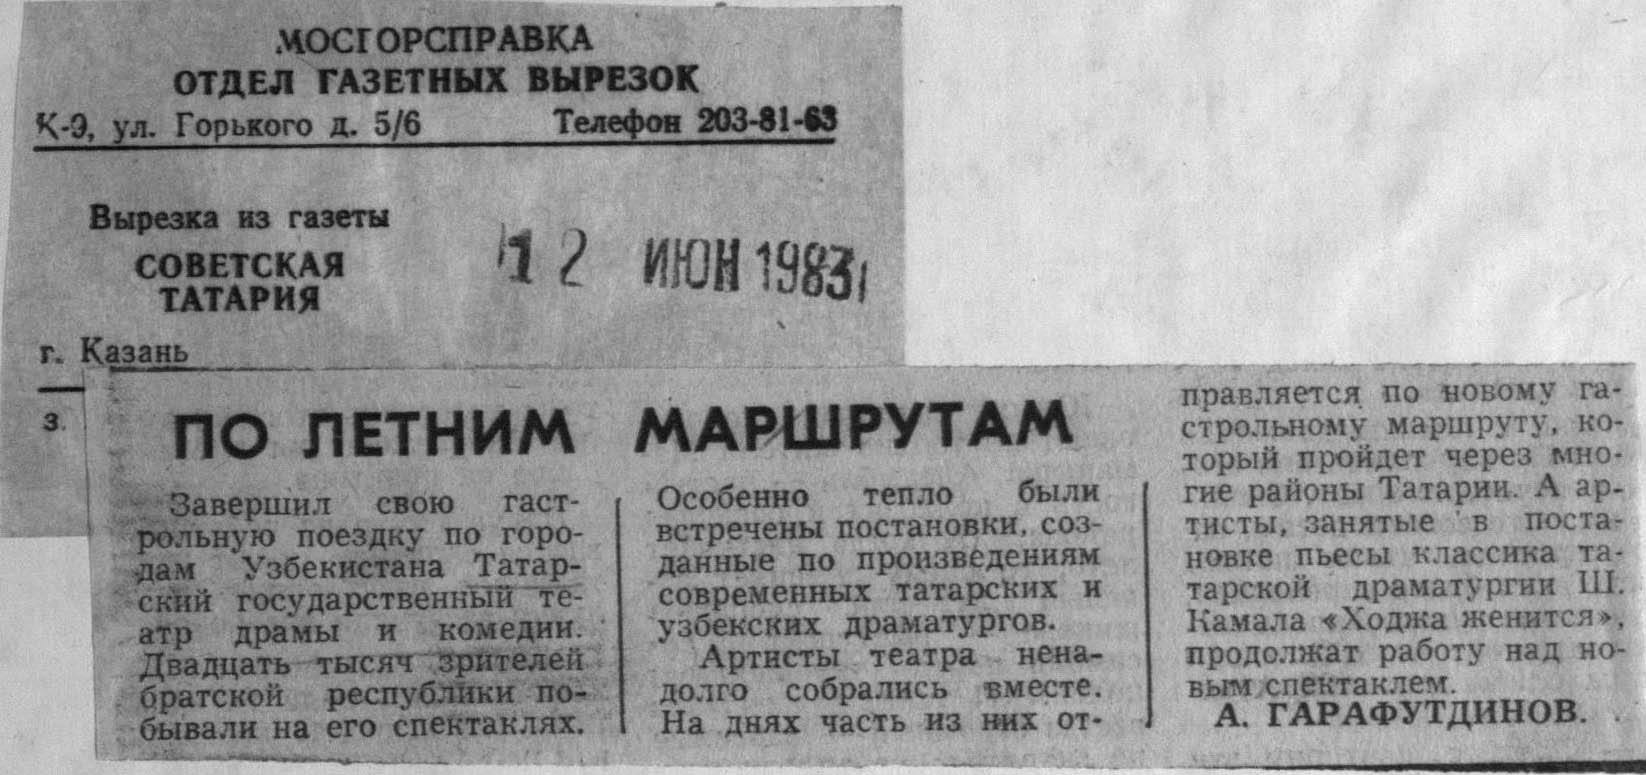 МОСГОРСПРАВКА
ОТДЕЛ ГАЗЕТНЫХ ВЫРЕЗОК
К-9, ул. Горького д. 5/6 Телефон 203-81-63
Вырезка из газеты
СОВЕТСКАЯ
ТАТАРИЯ
12 ИЮН 1983
г. Казань
з.
ПО ЛЕТНИМ МАРШРУТАМ
Завершил свою гаст-
рольную поездку по горо-
дам Узбекистана Татар-
ский государственный те-
атр драмы и комедии.
Двадцать тысяч зрителей
братской республики по-
бывали на его спектаклях.
Особенно тепло были
встречены постановки, соз-
данные по произведениям
современных татарских и
узбекских драматургов.
Артисты театра нена-
долго собрались вместе.
На днях часть из них от-
правляется по новому га-
строльному маршруту, ко-
торый пройдет через мно-
гие районы Татарии. А ар-
тисты, занятые в поста-
новке пьесы классика та-
тарской драматургии Ш.
Камала «Ходжа женится»,
продолжат работу над но-
вым спектаклем.
А. ГАРАФУТДИНОВ.